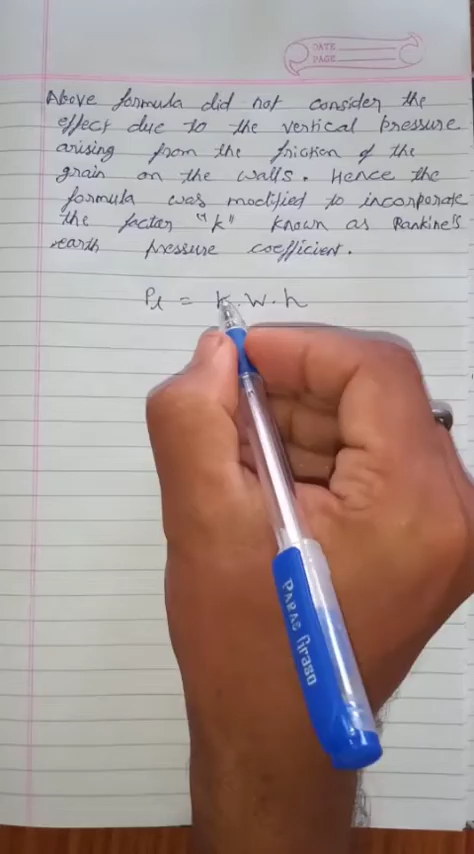 DATE
PAGE
Above formula did not consider the
effect due to the vertical pressure
arising from the friction of the
grain on the walls. Hence the
formula was modified to incorporate
the factor "k" known as Rankine's
earth pressure coefficient.
Pl = k.w.h
PARAS Graso